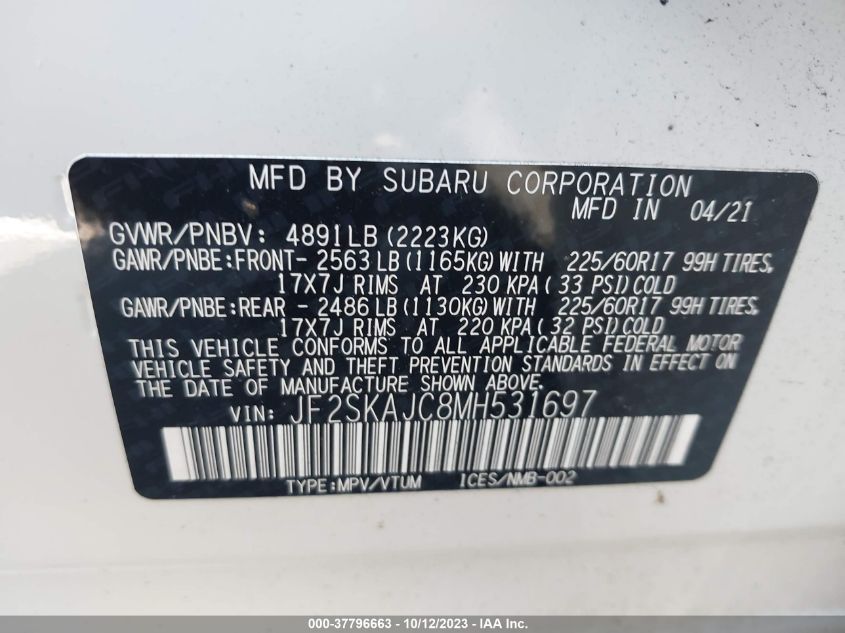 MFD BY SUBARU CORPORATION
MFD IN 04/21
GVWR/PNBV: 4891LB (2223KG)
GAWR/PNBE:FRONT- 2563 LB (1165KG) WITH 225/60R17 99H TIRES,
17X7J RIMS AT 230 KPA ( 33 PSI) COLD
GAWR/PNBE:REAR - 2486 LB (1130KG) WITH 225/60R17 99H TIRES,
17X7J RIMS AT 220 KPA ( 32 PSI) COLD
THIS VEHICLE CONFORMS TO ALL APPLICABLE FEDERAL MOTOR
VEHICLE SAFETY AND THEFT PREVENTION STANDARDS IN EFFECT ON
THE DATE OF MANUFACTURE SHOWN ABOVE.
VIN: JF2SKAJC8MH531697
TYPE:MPV/VTUM ICES/NMB-002
000-37796663 - 10/12/2023 - 1(IAA, Inc.)